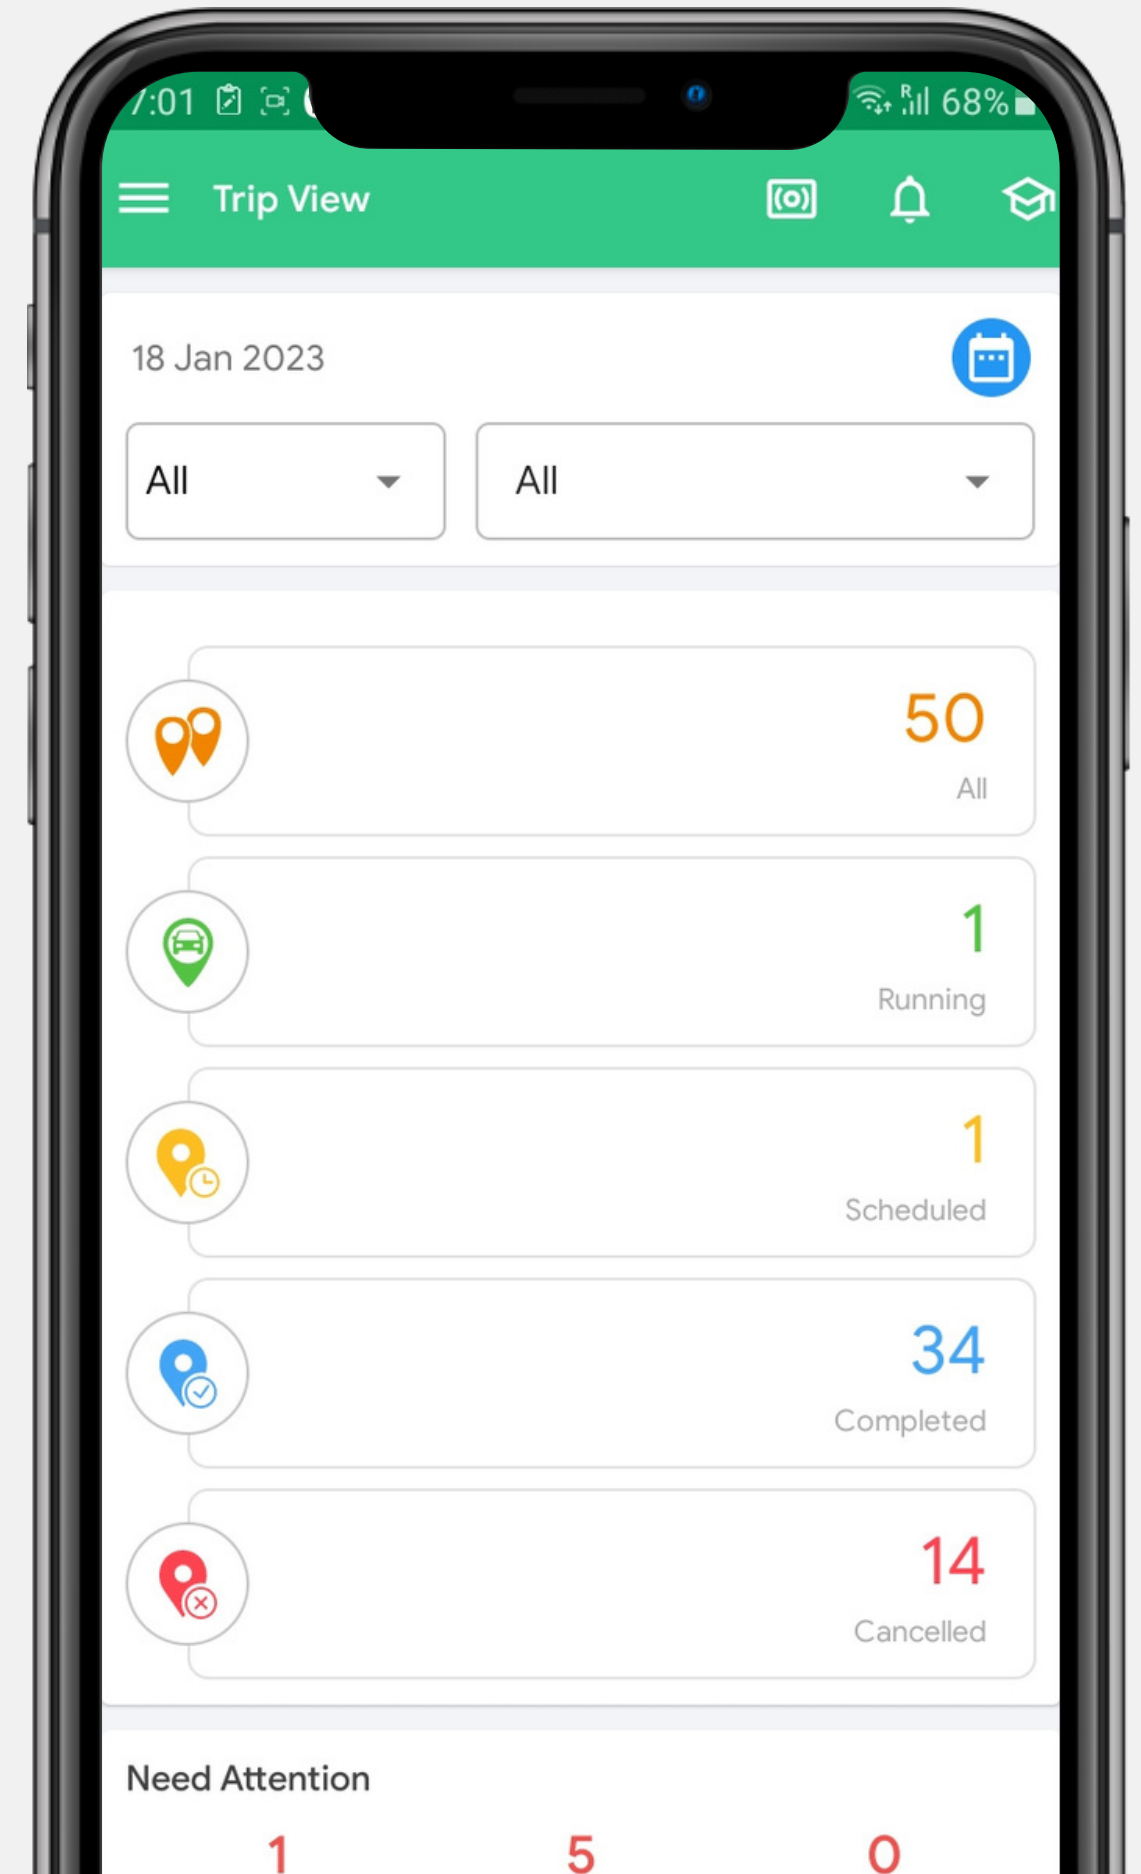 7:01 R 68%
Trip View
18 Jan 2023
All All
50
All
1
Running
1
Scheduled
34
Completed
14
Cancelled
Need Attention
1 5 0